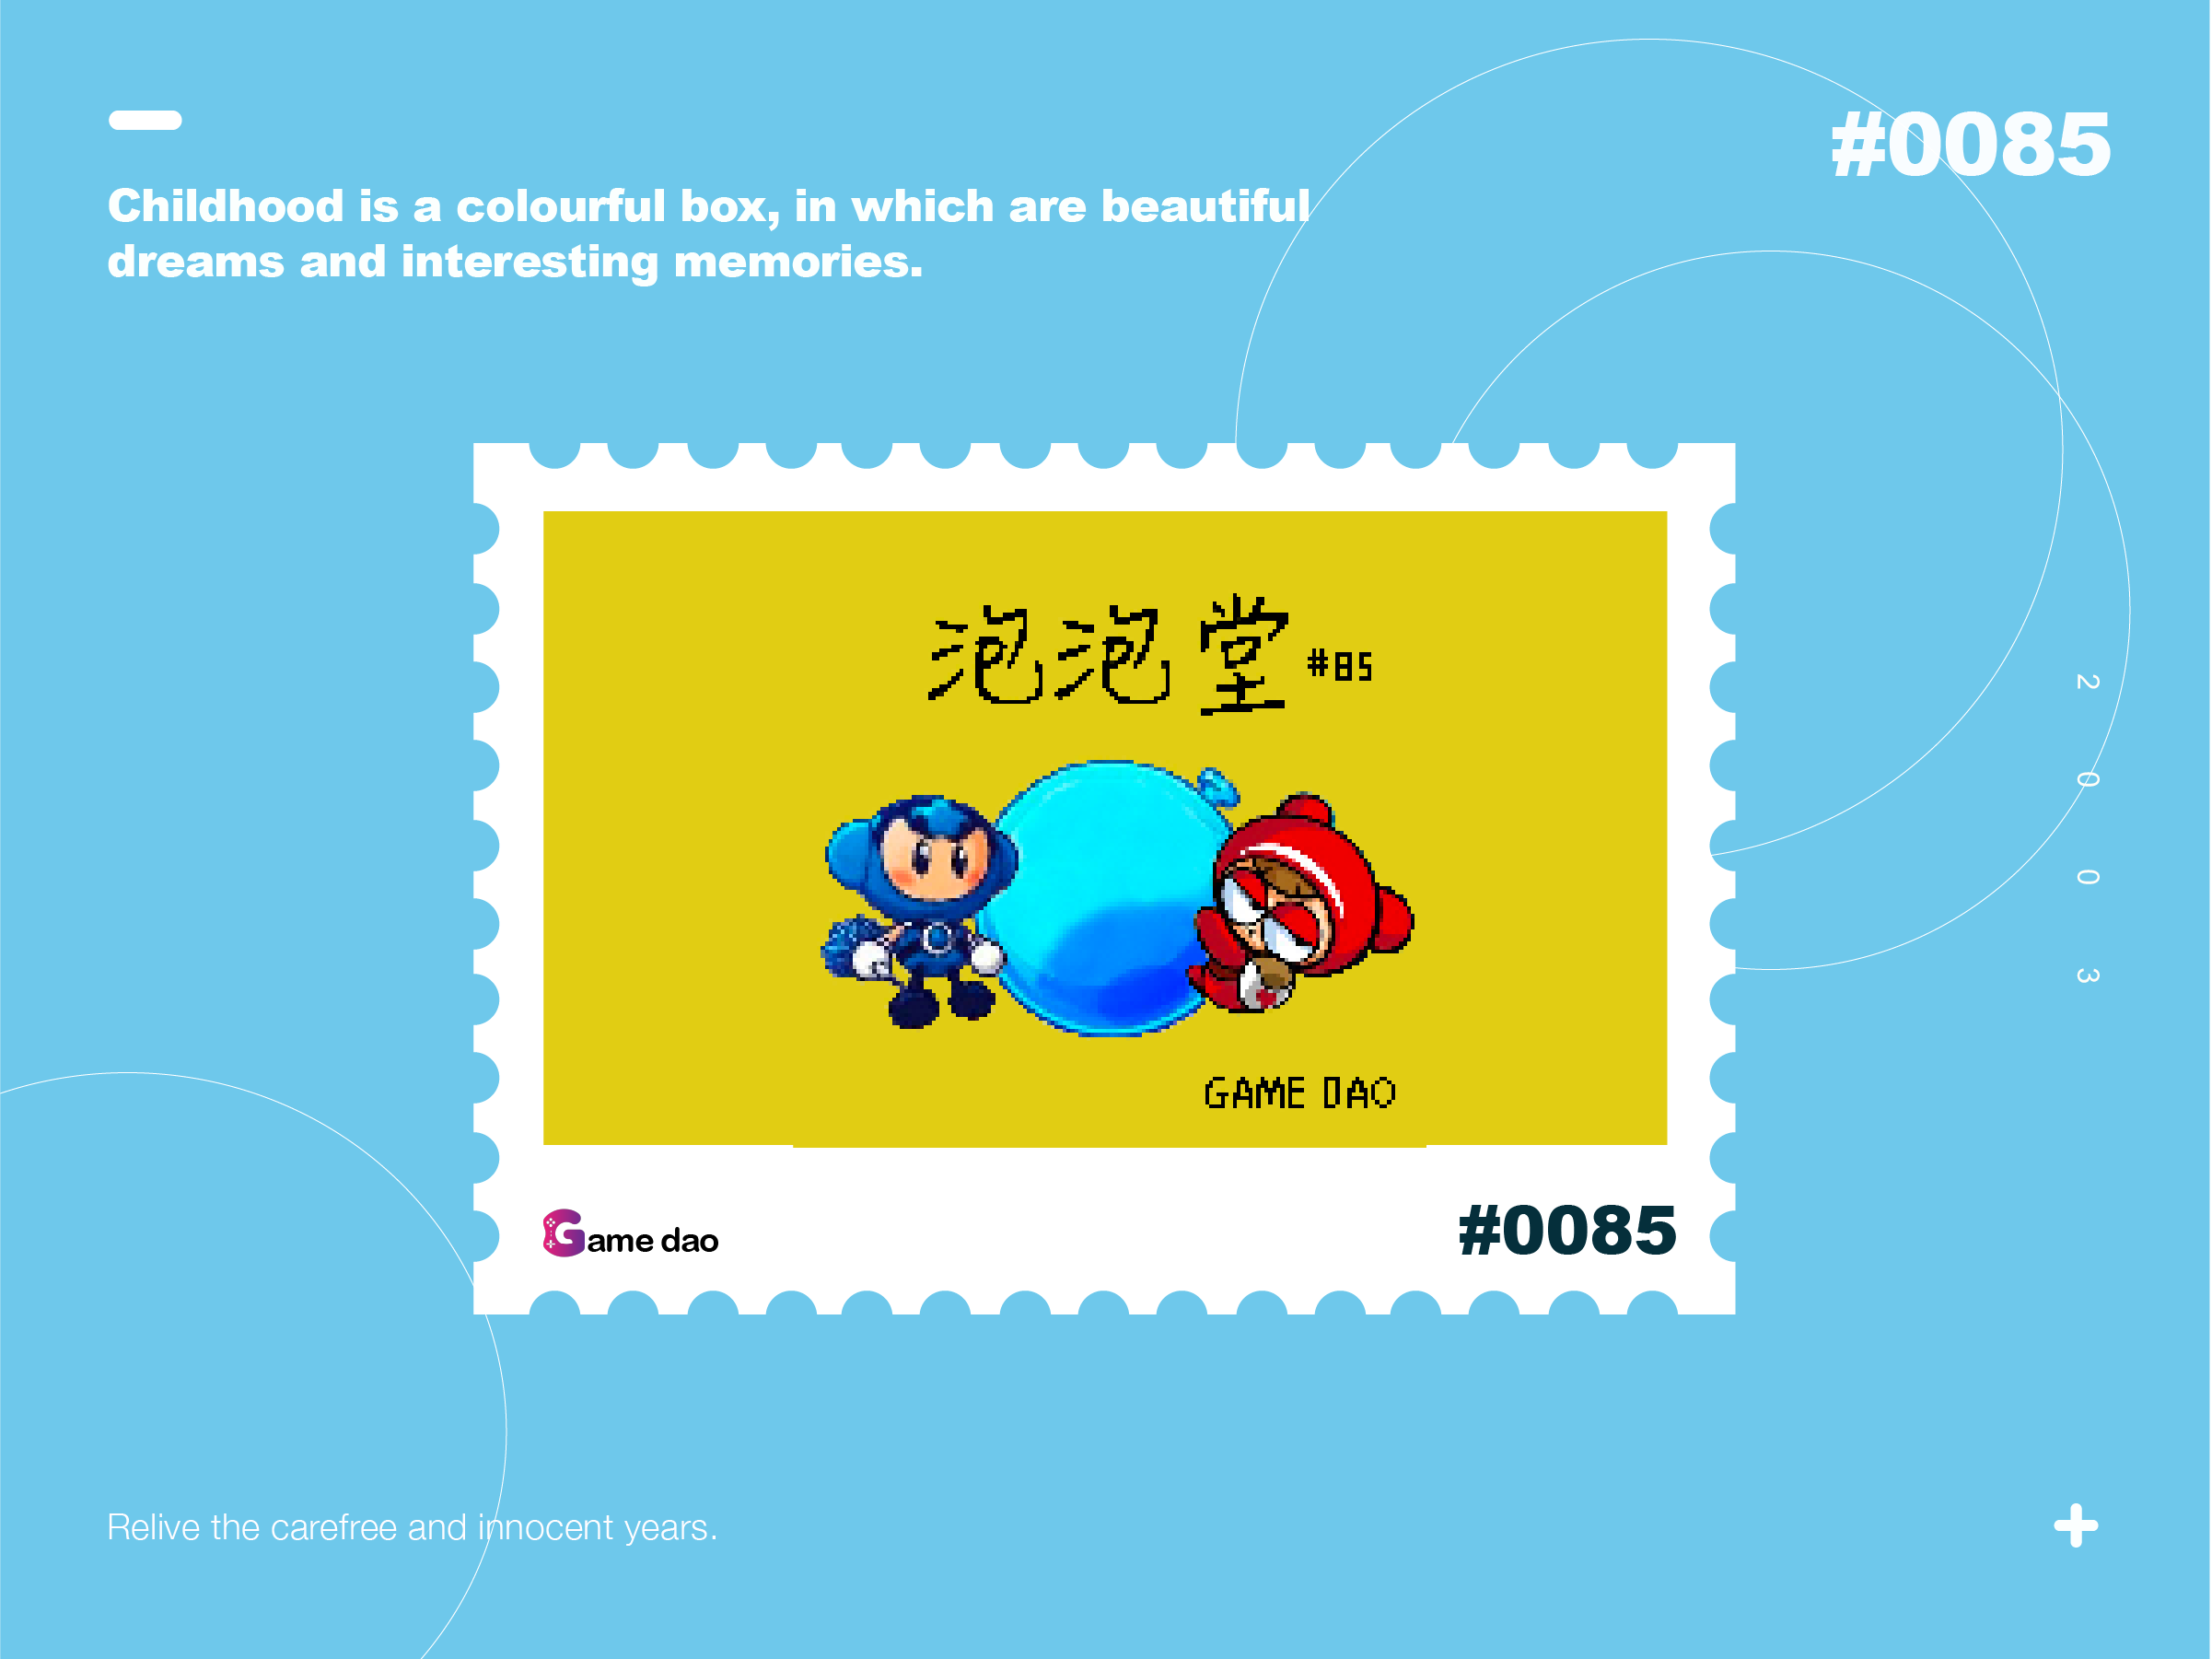 #0085
Childhood is a colourful box, in which are beautiful
dreams and interesting memories.
泡泡堂 #85
GAME DAO
Game dao
#0085
2003
Relive the carefree and innocent years.